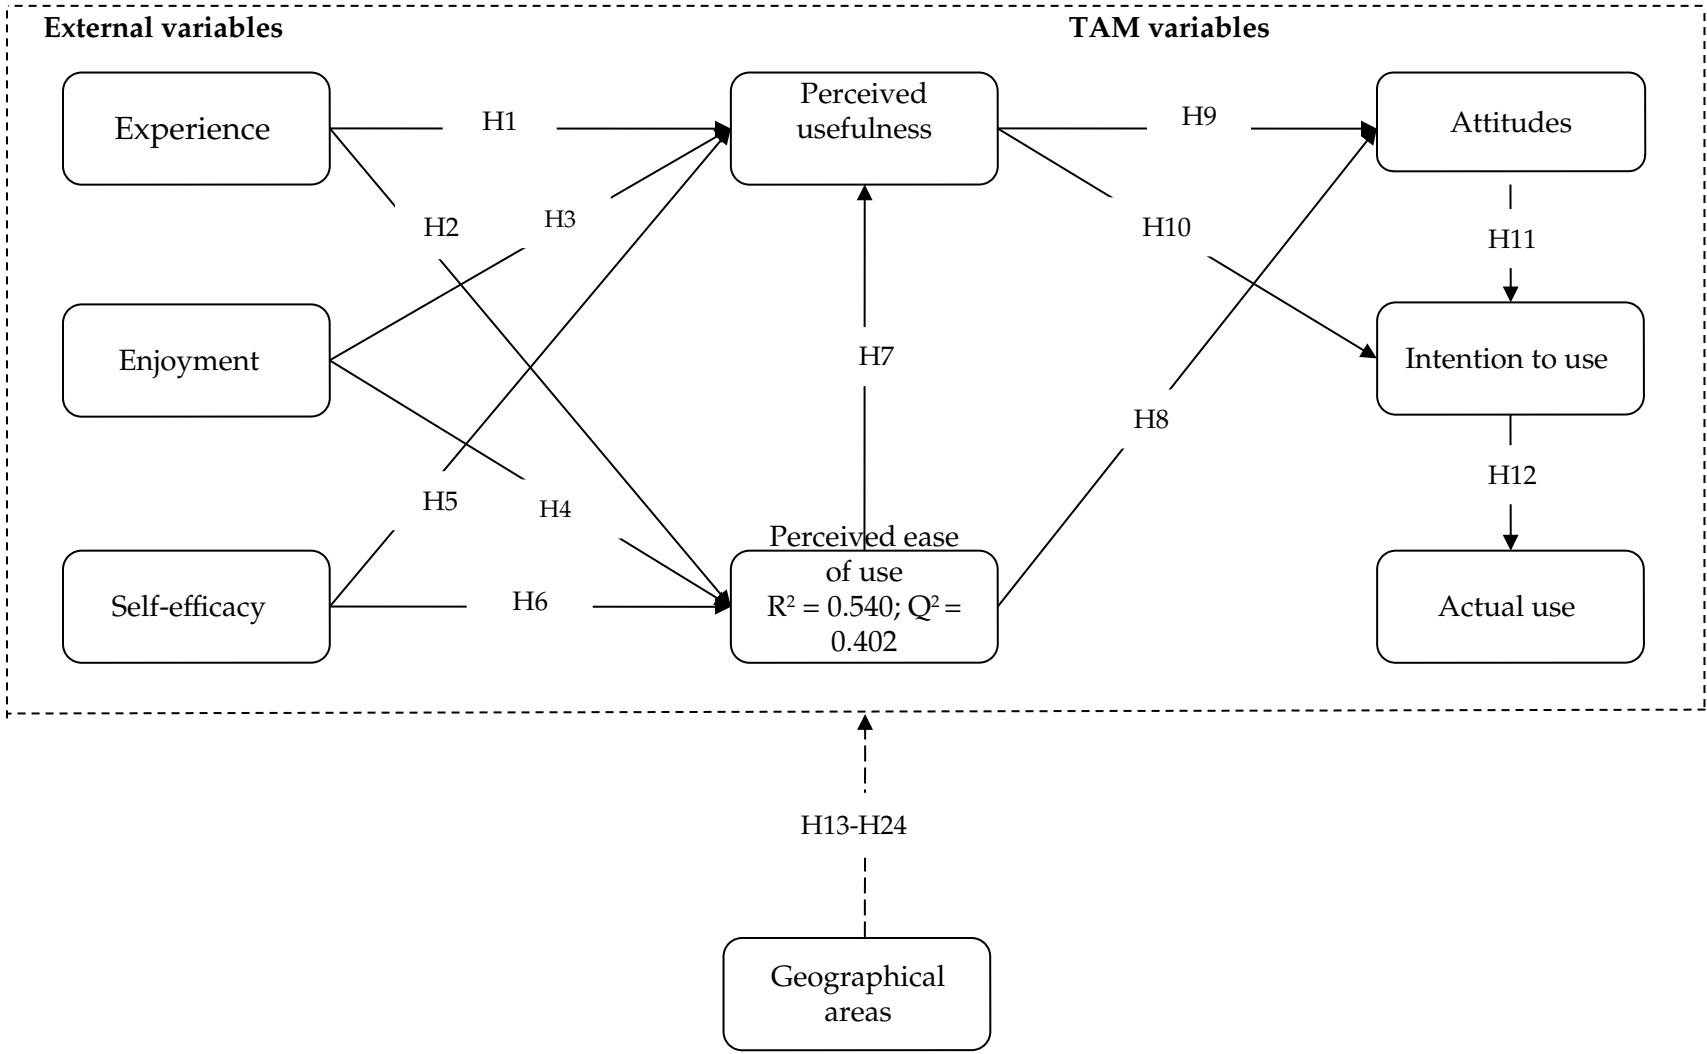 External variables
TAM variables
Experience
H1
Perceived
usefulness
H9
Attitudes
H2
H3
H10
H11
Enjoyment
H7
Intention to use
H8
H5
H4
H12
Self-efficacy
H6
Perceived ease
of use
R² = 0.540; Q² =
0.402
Actual use
H13-H24
Geographical
areas